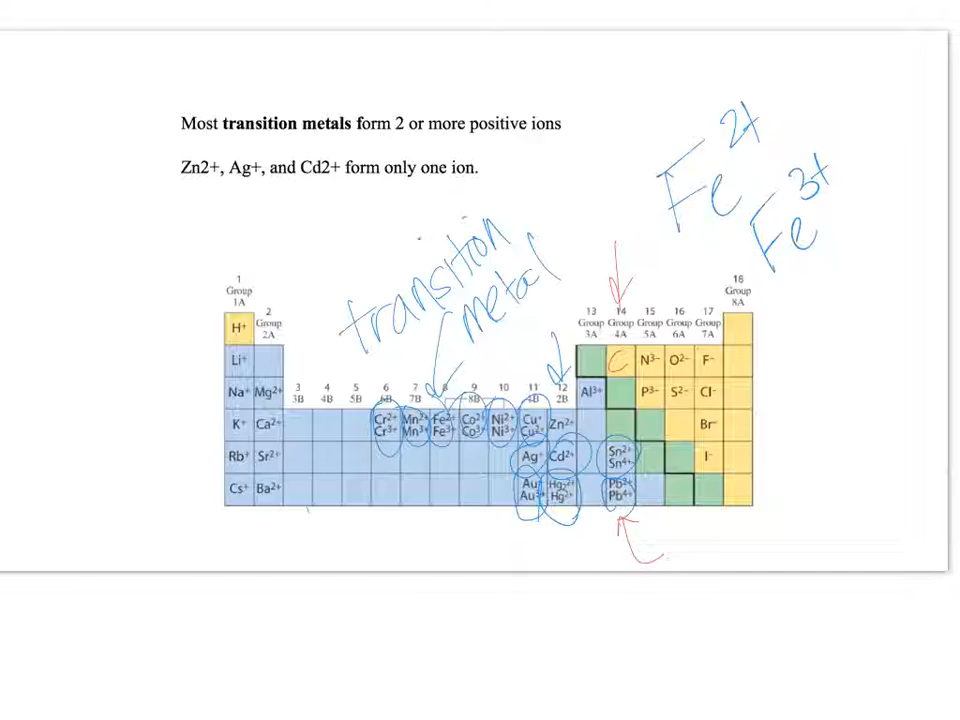 Most transition metals form 2 or more positive ions
Zn2+, Ag+, and Cd2+ form only one ion.
Fe 2+
Fe 3+
transition
metal
1 Group 1A
2 Group 2A
3 3B
4 4B
5 5B
6 6B
7 7B
8 9 10
8B
11
12 2B
13 Group 3A
14 Group 4A
15 Group 5A
16 Group 6A
17 Group 7A
18 Group 8A
H+
Li+ C N3- O2- F-
Na+ Mg2+ Al3+ P3- S2- Cl-
K+ Ca2+ Cr2+ Cr3+ Mn2+ Mn3+ Fe2+ Fe3+ Co2+ Co3+ Ni2+ Ni3+ Cu+ Cu2+ Zn2+ Br-
Rb+ Sr2+ Ag+ Cd2+ Sn2+ Sn4+ I-
Cs+ Ba2+ Au+ Au3+ Hg22+ Hg2+ Pb2+ Pb4+